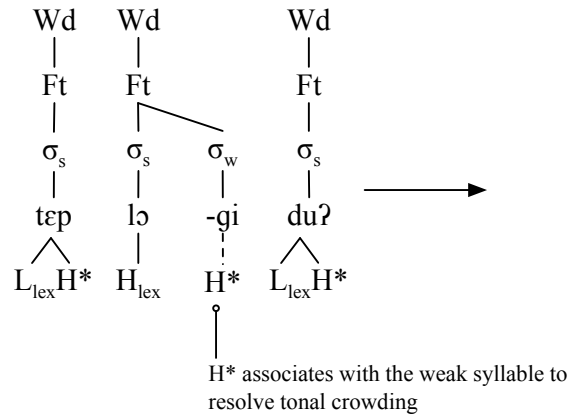 Wd Wd Wd
Ft Ft Ft
σs σs σw σs
tɛp lɔ -gi duʔ
LlexH* Hlex H* LlexH*
H* associates with the weak syllable to
resolve tonal crowding